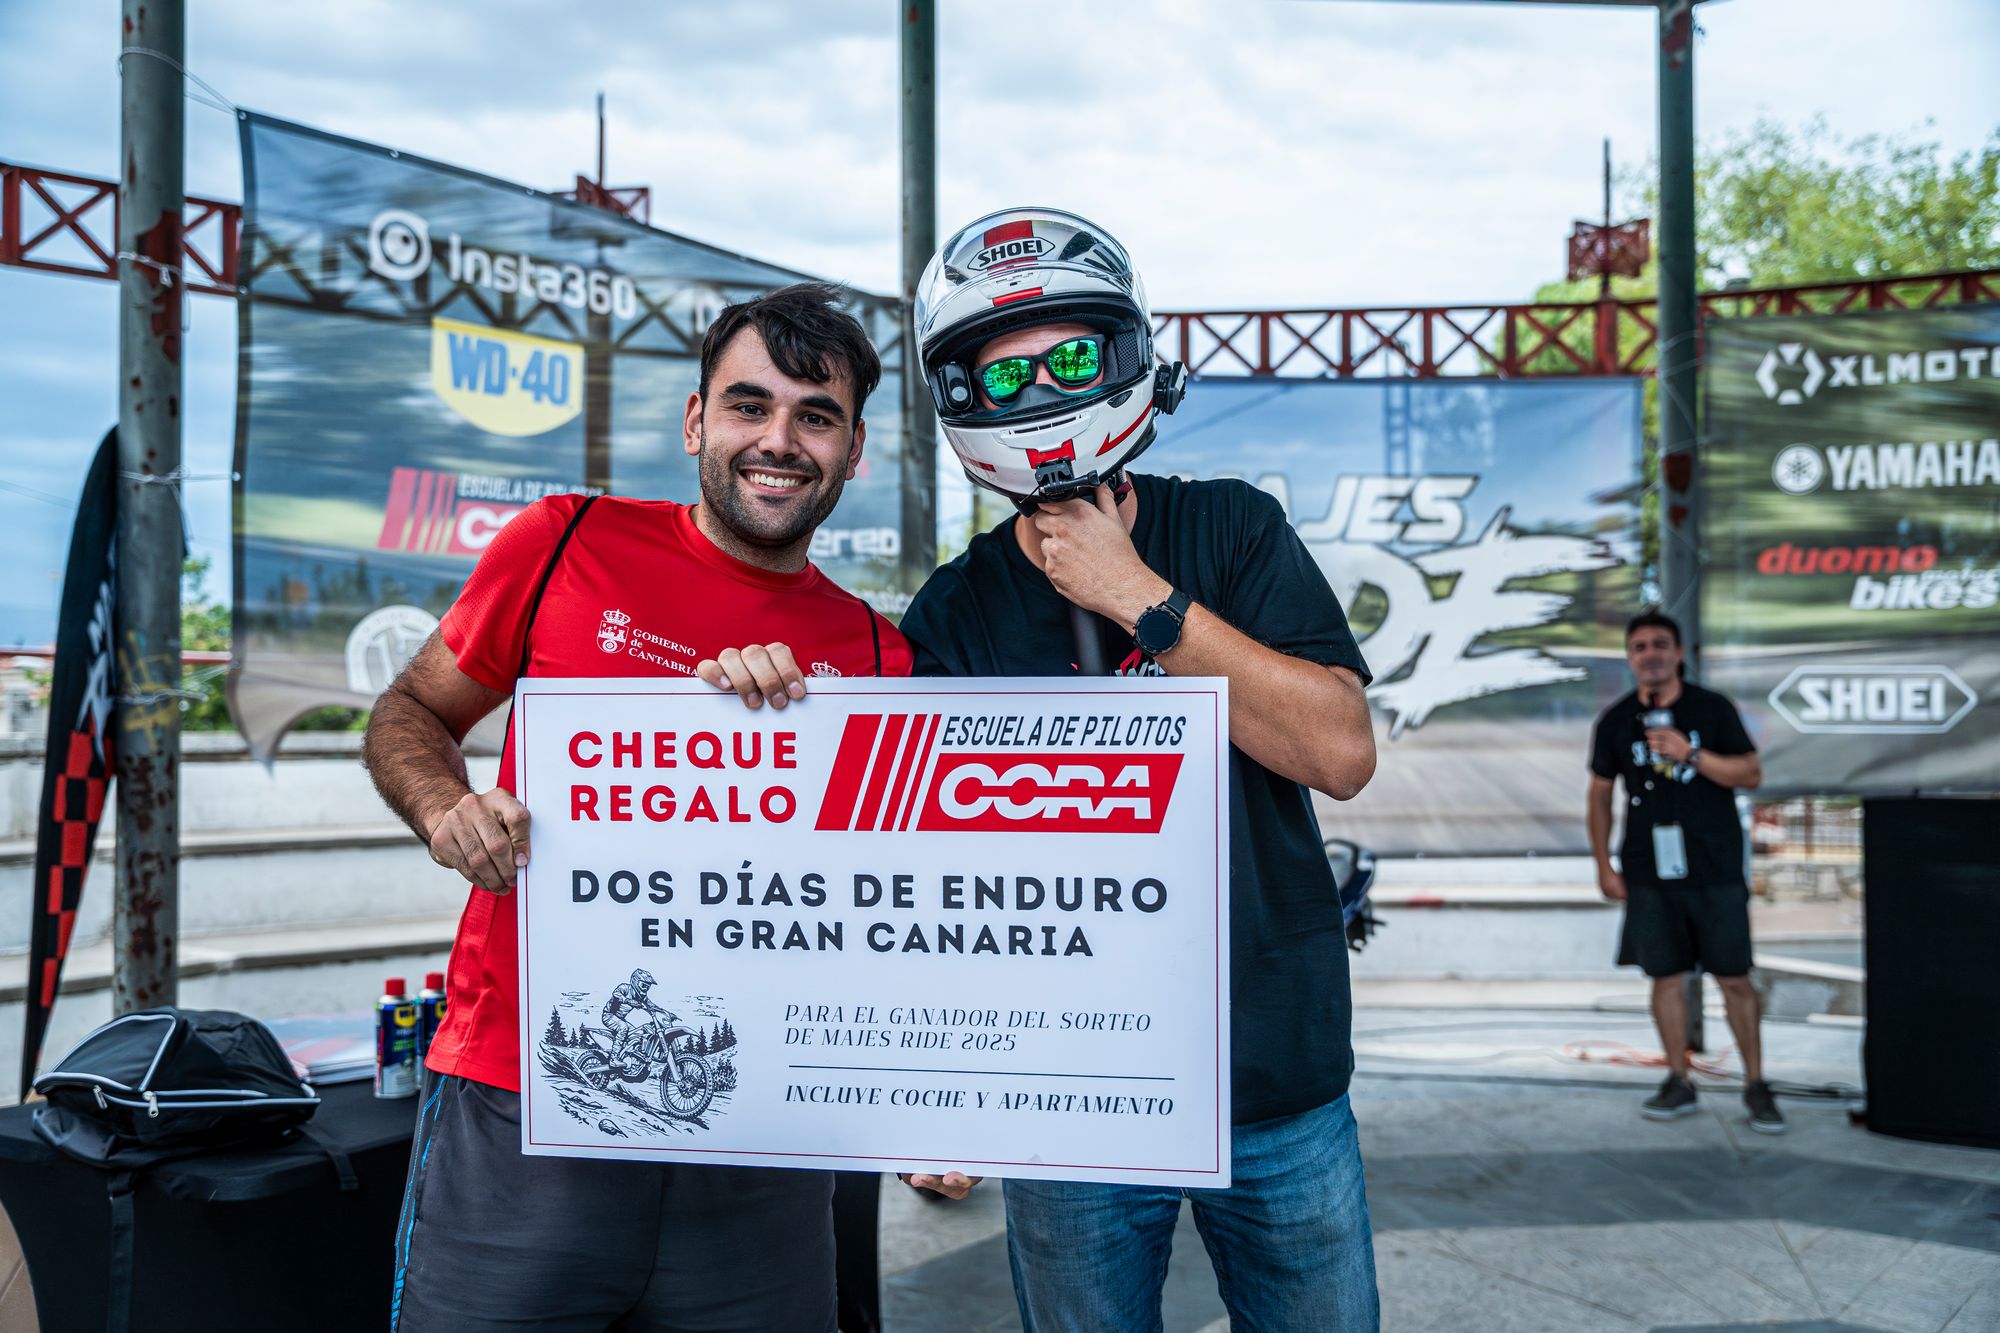 Insta360
WD-40
ESCUELA DE PILOTOS
SHOEI
MAJES
XLMOTO
YAMAHA
duomo
bikes
SHOEI
GOBIERNO
de
CANTABRIA
CHEQUE
REGALO
ESCUELA DE PILOTOS
CORA
DOS DÍAS DE ENDURO
EN GRAN CANARIA
PARA EL GANADOR DEL SORTEO
DE MAJES RIDE 2025
INCLUYE COCHE Y APARTAMENTO